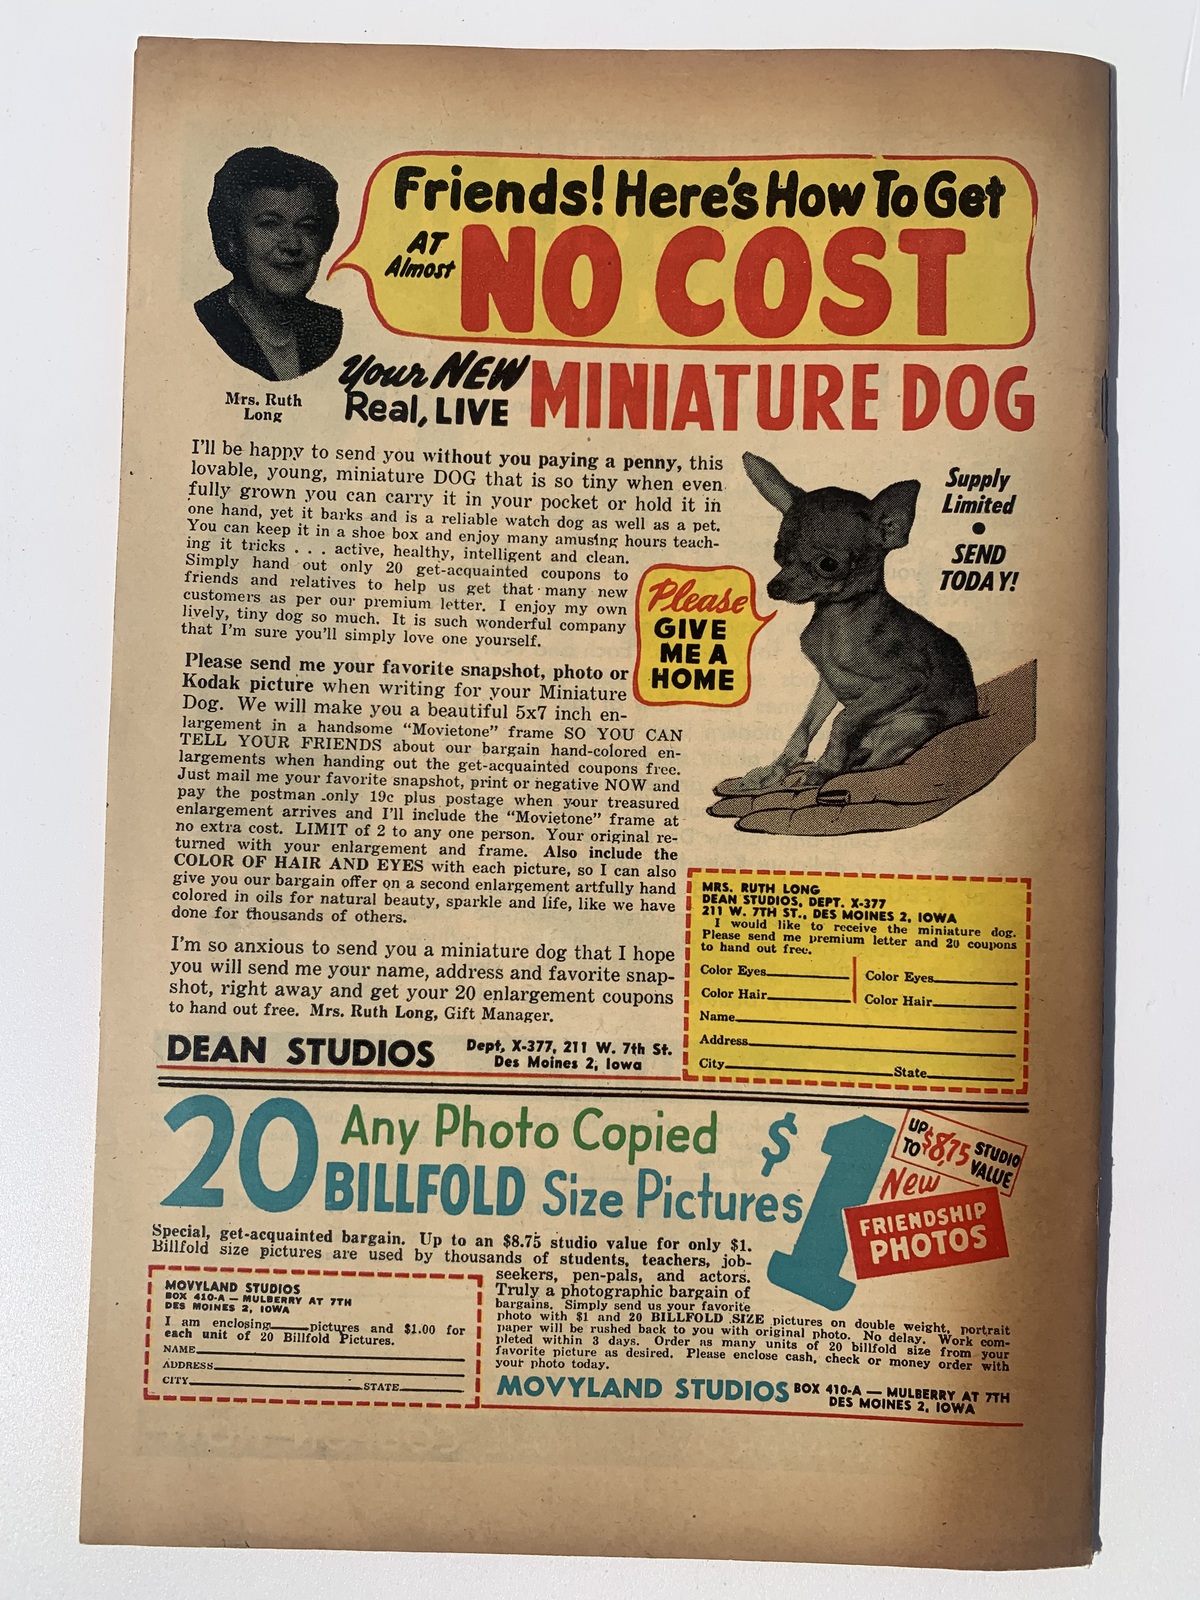 Friends! Here's How To Get
AT
Almost
NO COST
Mrs. Ruth
Long
Your NEW
Real, LIVE
MINIATURE DOG
I'll be happy to send you without you paying a penny, this
lovable, young, miniature DOG that is so tiny when even
fully grown you can carry it in your pocket or hold it in
one hand, yet it barks and is a reliable watch dog as well as a pet.
You can keep it in a shoe box and enjoy many amusing hours teach-
ing it tricks . . . active, healthy, intelligent and clean.
Simply hand out only 20 get-acquainted coupons to
friends and relatives to help us get that many new
customers as per our premium letter. I enjoy my own
lively, tiny dog so much. It is such wonderful company
that I'm sure you'll simply love one yourself.
Supply
Limited
●
SEND
TODAY!
Please
GIVE
ME A
HOME
Please send me your favorite snapshot, photo or
Kodak picture when writing for your Miniature
Dog. We will make you a beautiful 5x7 inch en-
largement in a handsome "Movietone" frame SO YOU CAN
TELL YOUR FRIENDS about our bargain hand-colored en-
largements when handing out the get-acquainted coupons free.
Just mail me your favorite snapshot, print or negative NOW and
pay the postman only 19c plus postage when your treasured
enlargement arrives and I'll include the "Movietone" frame at
no extra cost. LIMIT of 2 to any one person. Your original re-
turned with your enlargement and frame. Also include the
COLOR OF HAIR AND EYES with each picture, so I can also
give you our bargain offer on a second enlargement artfully hand
colored in oils for natural beauty, sparkle and life, like we have
done for thousands of others.
I'm so anxious to send you a miniature dog that I hope
you will send me your name, address and favorite snap-
shot, right away and get your 20 enlargement coupons
to hand out free. Mrs. Ruth Long, Gift Manager.
DEAN STUDIOS
Dept, X-377, 211 W. 7th St.
Des Moines 2, Iowa
MRS. RUTH LONG
DEAN STUDIOS, DEPT. X-377
211 W. 7TH ST., DES MOINES 2, IOWA
I would like to receive the miniature dog.
Please send me premium letter and 20 coupons
to hand out free.
Color Eyes Color Eyes
Color Hair Color Hair
Name
Address
City State
20 Any Photo Copied
BILLFOLD Size Pictures
$1
UP
TO $8.75 STUDIO
VALUE
New
FRIENDSHIP
PHOTOS
Special, get-acquainted bargain. Up to an $8.75 studio value for only $1.
Billfold size pictures are used by thousands of students, teachers, job-
seekers, pen-pals, and actors.
Truly a photographic bargain of
bargains. Simply send us your favorite
photo with $1 and 20 BILLFOLD SIZE pictures on double weight, portrait
paper will be rushed back to you with original photo. No delay. Work com-
pleted within 3 days. Order as many units of 20 billfold size from your
favorite picture as desired. Please enclose cash, check or money order with
your photo today.
MOVYLAND STUDIOS
BOX 410-A — MULBERRY AT 7TH
DES MOINES 2, IOWA
I am enclosing pictures and $1.00 for
each unit of 20 Billfold Pictures.
NAME
ADDRESS
CITY STATE
MOVYLAND STUDIOS BOX 410-A — MULBERRY AT 7TH
DES MOINES 2, IOWA